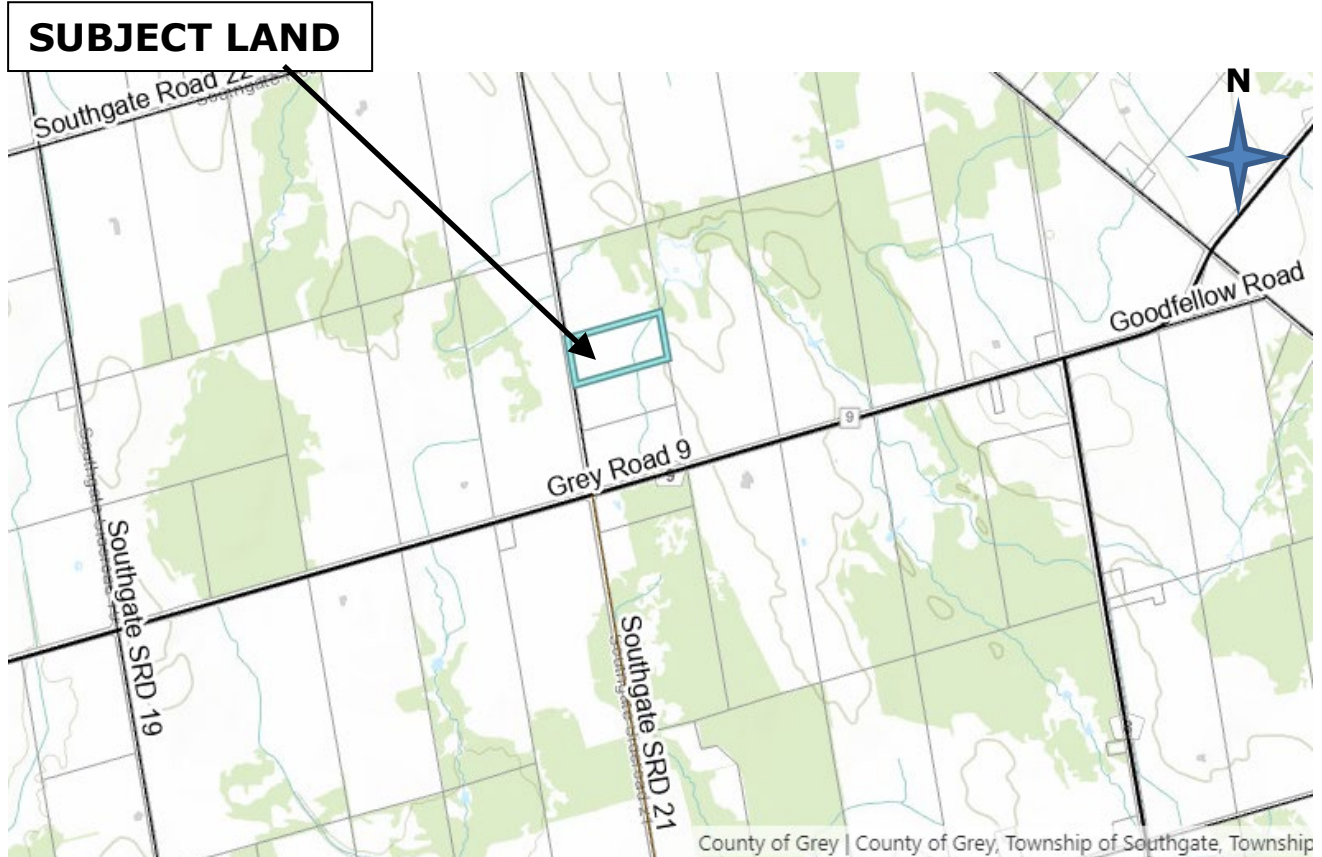 SUBJECT LAND
Southgate Road 22
N
Goodfellow Road
9
Grey Road 9
9
Southgate SRD 19
Southgate SRD 21
County of Grey | County of Grey, Township of Southgate, Township